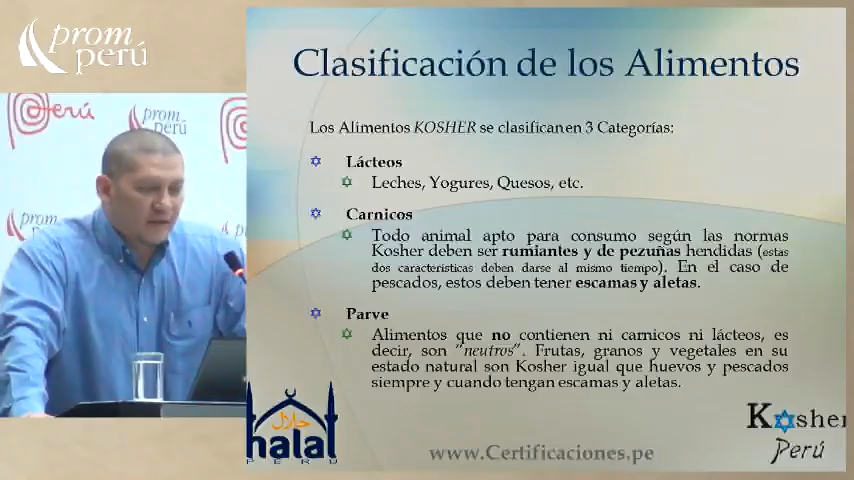 prom
perú
Perú
prom
perú
prom
Clasificación de los Alimentos
Los Alimentos KOSHER se clasifican en 3 Categorías:
Lácteos
Leches, Yogures, Quesos, etc.
Carnicos
Todo animal apto para consumo según las normas
Kosher deben ser rumiantes y de pezuñas hendidas (estas
dos características deben darse al mismo tiempo). En el caso de
pescados, estos deben tener escamas y aletas.
Parve
Alimentos que no contienen ni carnicos ni lácteos, es
decir, son "neutros". Frutas, granos y vegetales en su
estado natural son Kosher igual que huevos y pescados
siempre y cuando tengan escamas y aletas.
حلال
halal
PERU
www.Certificaciones.pe
Kosher
Perú